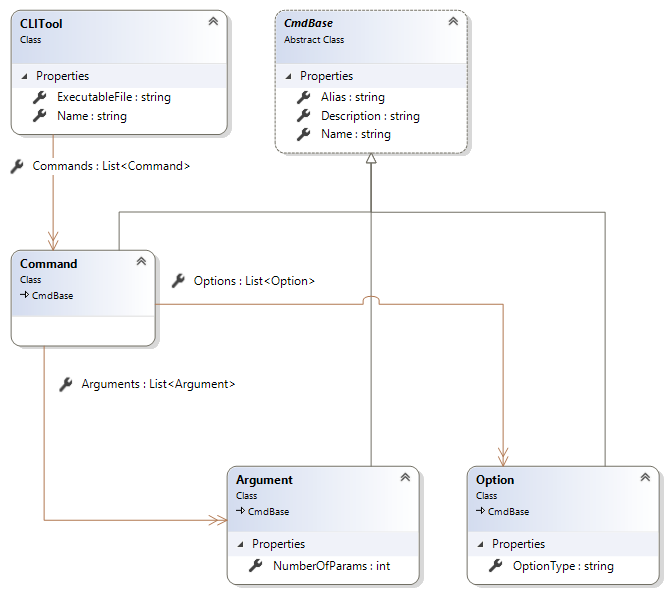 CLITool
Class
Properties
ExecutableFile : string
Name : string
CmdBase
Abstract Class
Properties
Alias : string
Description : string
Name : string
Commands : List<Command>
Command
Class
CmdBase
Options : List<Option>
Arguments : List<Argument>
Argument
Class
CmdBase
Properties
NumberOfParams : int
Option
Class
CmdBase
Properties
OptionType : string